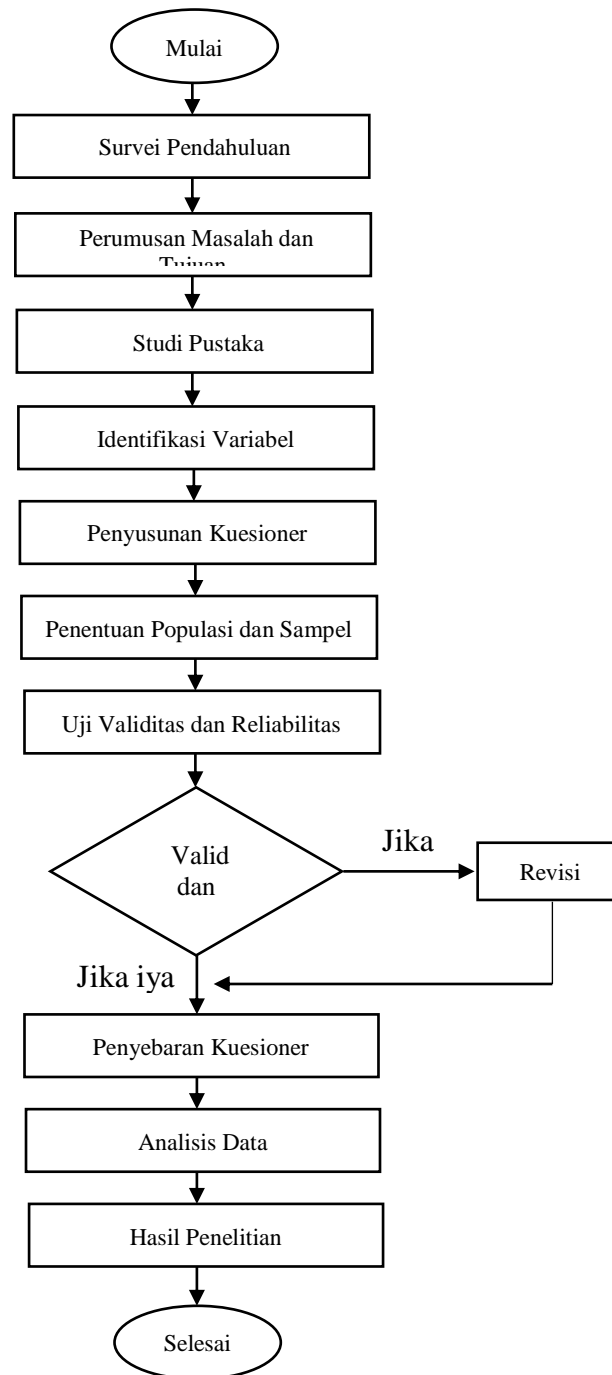 Mulai
Survei Pendahuluan
Perumusan Masalah dan
Tujuan
Studi Pustaka
Identifikasi Variabel
Penyusunan Kuesioner
Penentuan Populasi dan Sampel
Uji Validitas dan Reliabilitas
Valid
dan
Jika
Revisi
Jika iya
Penyebaran Kuesioner
Analisis Data
Hasil Penelitian
Selesai